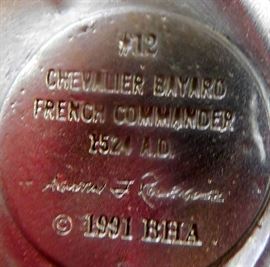 #12
CHEVALIER BAYARD
FRENCH COMMANDER
1524 A.D.
© 1991 BHA